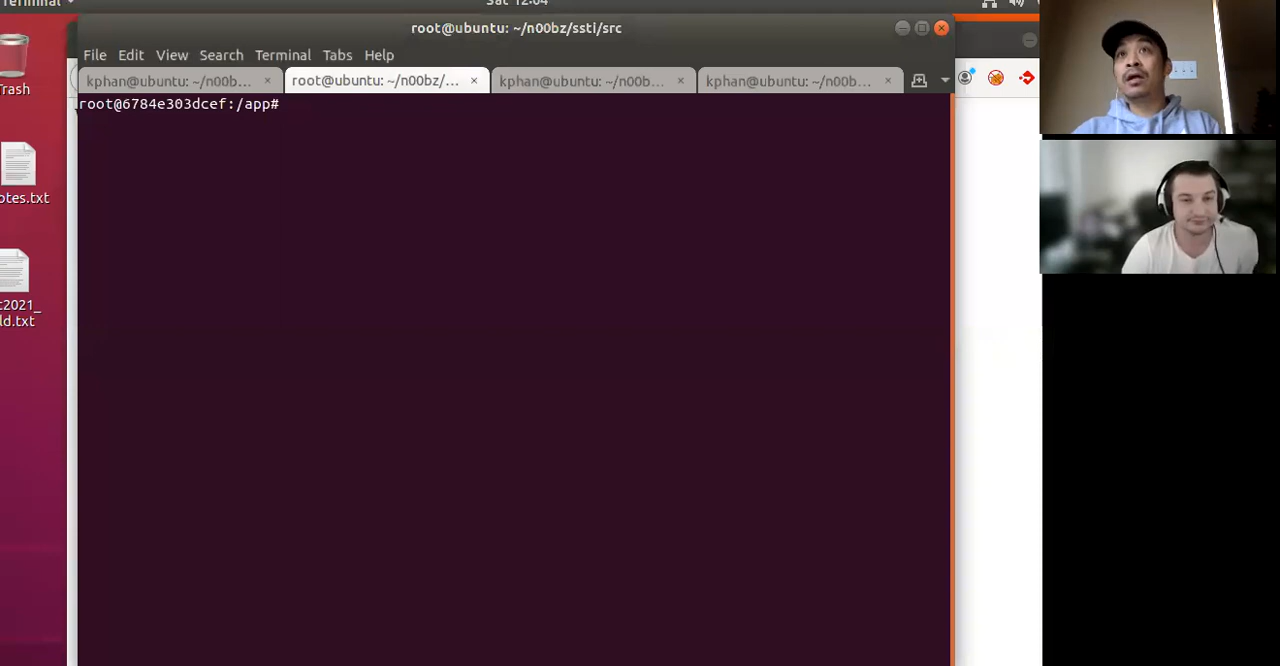 Terminal
Sat 12:04
root@ubuntu: ~/n00bz/ssti/src
File Edit View Search Terminal Tabs Help
kphan@ubuntu: ~/n00b... ×
root@ubuntu: ~/n00bz/... ×
kphan@ubuntu: ~/n00b... ×
kphan@ubuntu: ~/n00b... ×
root@6784e303dcef:/app#
Trash
otes.txt
t2021_
ld.txt